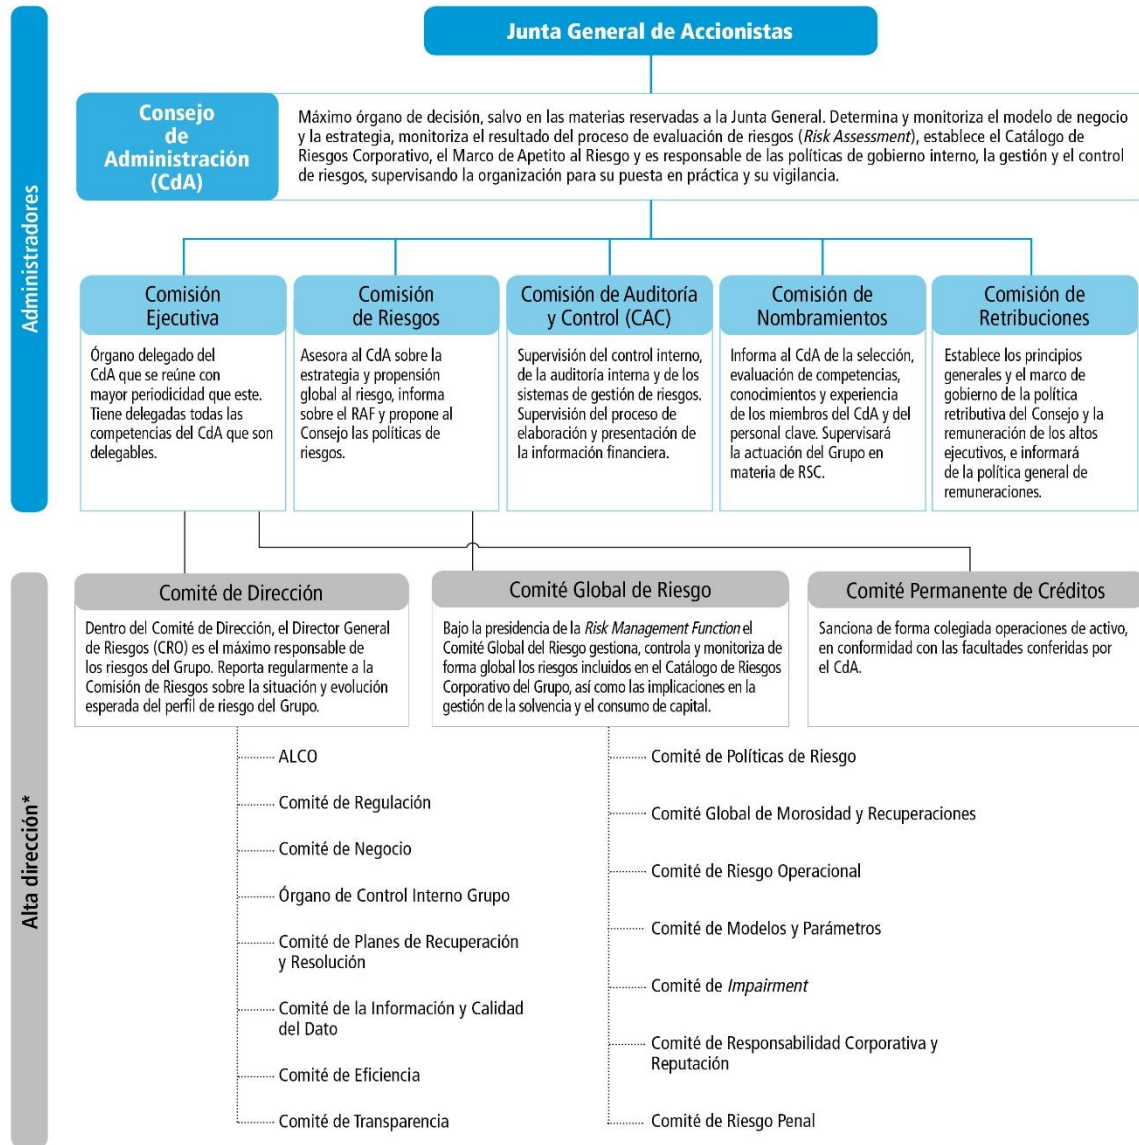 Junta General de Accionistas
Administradores
Consejo
de
Administración
(CdA)
Máximo órgano de decisión, salvo en las materias reservadas a la Junta General. Determina y monitoriza el modelo de negocio
y la estrategia, monitoriza el resultado del proceso de evaluación de riesgos (Risk Assessment), establece el Catálogo de
Riesgos Corporativo, el Marco de Apetito al Riesgo y es responsable de las políticas de gobierno interno, la gestión y el control
de riesgos, supervisando la organización para su puesta en práctica y su vigilancia.
Comisión
Ejecutiva
Órgano delegado del
CdA que se reúne con
mayor periodicidad que este.
Tiene delegadas todas las
competencias del CdA que son
delegables.
Comisión
de Riesgos
Asesora al CdA sobre la
estrategia y propensión
global al riesgo, informa
sobre el RAF y propone al
Consejo las políticas de
riesgos.
Comisión de Auditoría
y Control (CAC)
Supervisión del control interno,
de la auditoría interna y de los
sistemas de gestión de riesgos.
Supervisión del proceso de
elaboración y presentación de
la información financiera.
Comisión de
Nombramientos
Informa al CdA de la selección,
evaluación de competencias,
conocimientos y experiencia
de los miembros del CdA y del
personal clave. Supervisará
la actuación del Grupo en
materia de RSC.
Comisión de
Retribuciones
Establece los principios
generales y el marco de
gobierno de la política
retributiva del Consejo y la
remuneración de los altos
ejecutivos, e informará
de la política general de
remuneraciones.
Alta dirección*
Comité de Dirección
Dentro del Comité de Dirección, el Director General
de Riesgos (CRO) es el máximo responsable de
los riesgos del Grupo. Reporta regularmente a la
Comisión de Riesgos sobre la situación y evolución
esperada del perfil de riesgo del Grupo.
Comité Global de Riesgo
Bajo la presidencia de la Risk Management Function el
Comité Global del Riesgo gestiona, controla y monitoriza de
forma global los riesgos incluidos en el Catálogo de Riesgos
Corporativo del Grupo, así como las implicaciones en la
gestión de la solvencia y el consumo de capital.
Comité Permanente de Créditos
Sanciona de forma colegiada operaciones de activo,
en conformidad con las facultades conferidas por
el CdA.
ALCO
Comité de Regulación
Comité de Negocio
Órgano de Control Interno Grupo
Comité de Planes de Recuperación
y Resolución
Comité de la Información y Calidad
del Dato
Comité de Eficiencia
Comité de Transparencia
Comité de Políticas de Riesgo
Comité Global de Morosidad y Recuperaciones
Comité de Riesgo Operacional
Comité de Modelos y Parámetros
Comité de Impairment
Comité de Responsabilidad Corporativa y
Reputación
Comité de Riesgo Penal